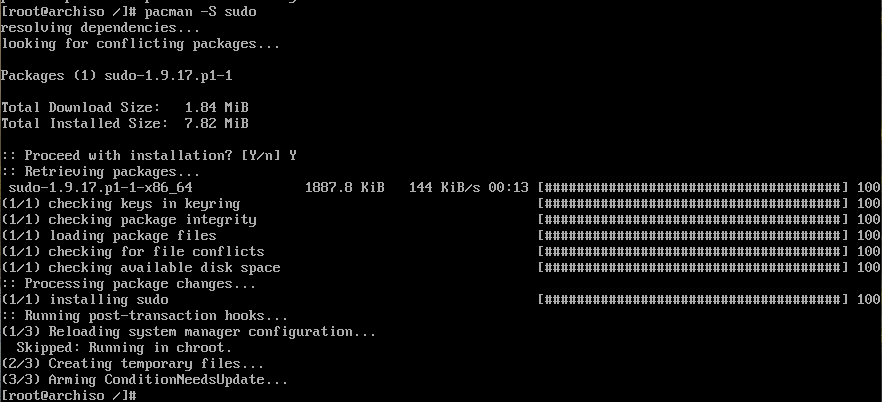 [root@archiso /]# pacman -S sudo
resolving dependencies...
looking for conflicting packages...
Packages (1) sudo-1.9.17.p1-1
Total Download Size:   1.84 MiB
Total Installed Size:  7.82 MiB
:: Proceed with installation? [Y/n] Y
:: Retrieving packages...
 sudo-1.9.17.p1-1-x86_64              1887.8 KiB   144 KiB/s 00:13 [#####################################] 100
(1/1) checking keys in keyring                                     [#####################################] 100
(1/1) checking package integrity                                   [#####################################] 100
(1/1) loading package files                                        [#####################################] 100
(1/1) checking for file conflicts                                  [#####################################] 100
(1/1) checking available disk space                                [#####################################] 100
:: Processing package changes...
(1/1) installing sudo                                              [#####################################] 100
:: Running post-transaction hooks...
(1/3) Reloading system manager configuration...
  Skipped: Running in chroot.
(2/3) Creating temporary files...
(3/3) Arming ConditionNeedsUpdate...
[root@archiso /]#